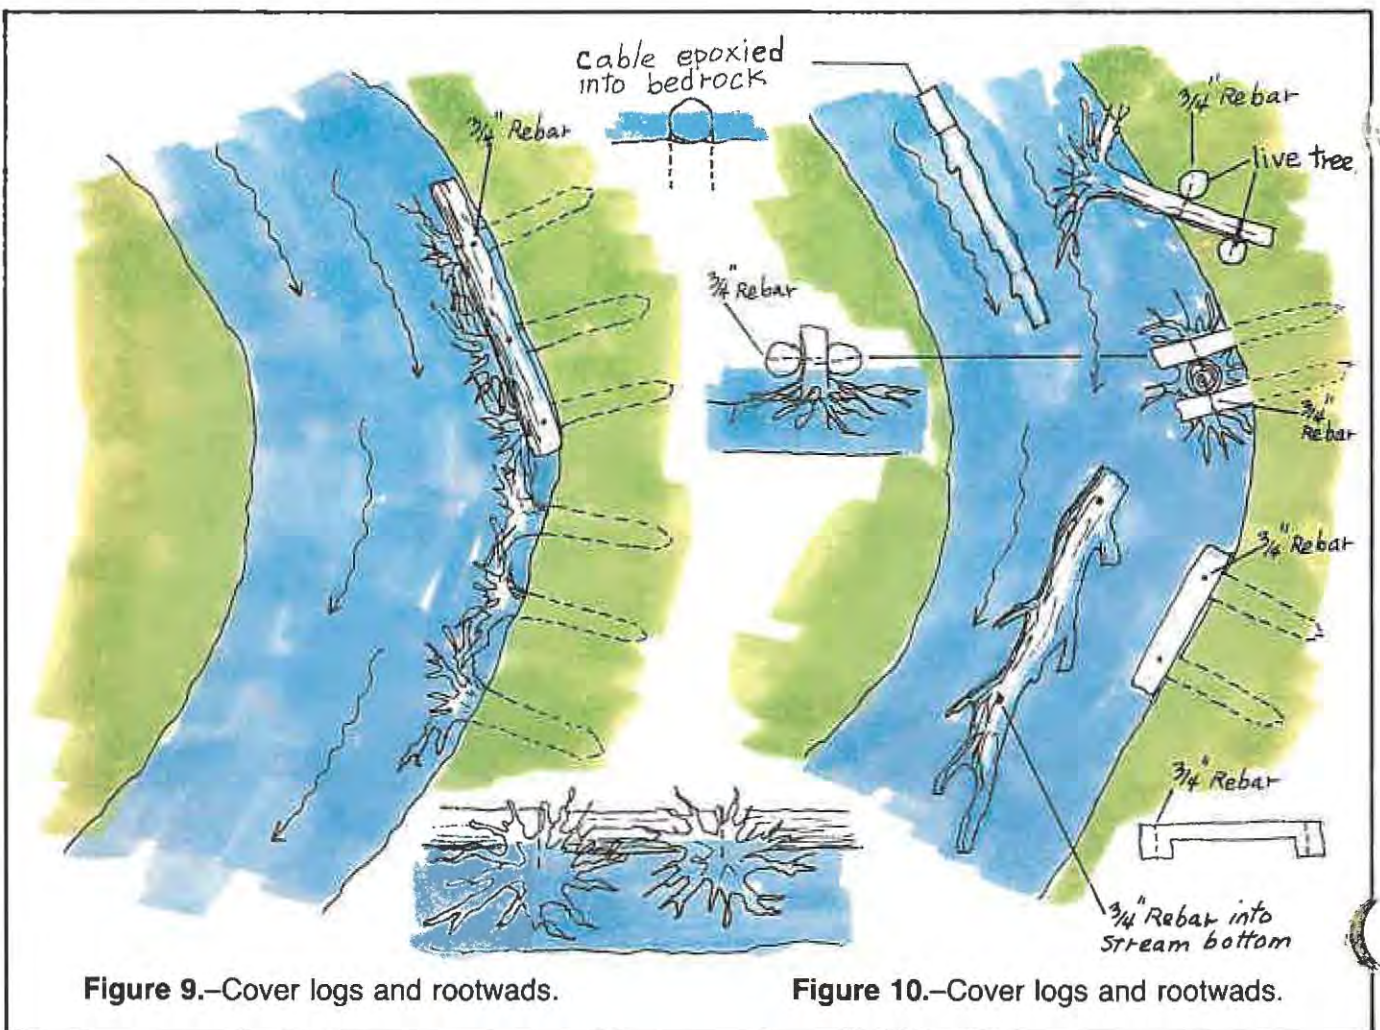 Cable epoxied
into bedrock
3/4" Rebar
3/4" Rebar
live tree
3/4" Rebar
3/4"
Rebar
3/4" Rebar
3/4" Rebar
3/4" Rebar into
Stream bottom
Figure 9.–Cover logs and rootwads.
Figure 10.–Cover logs and rootwads.